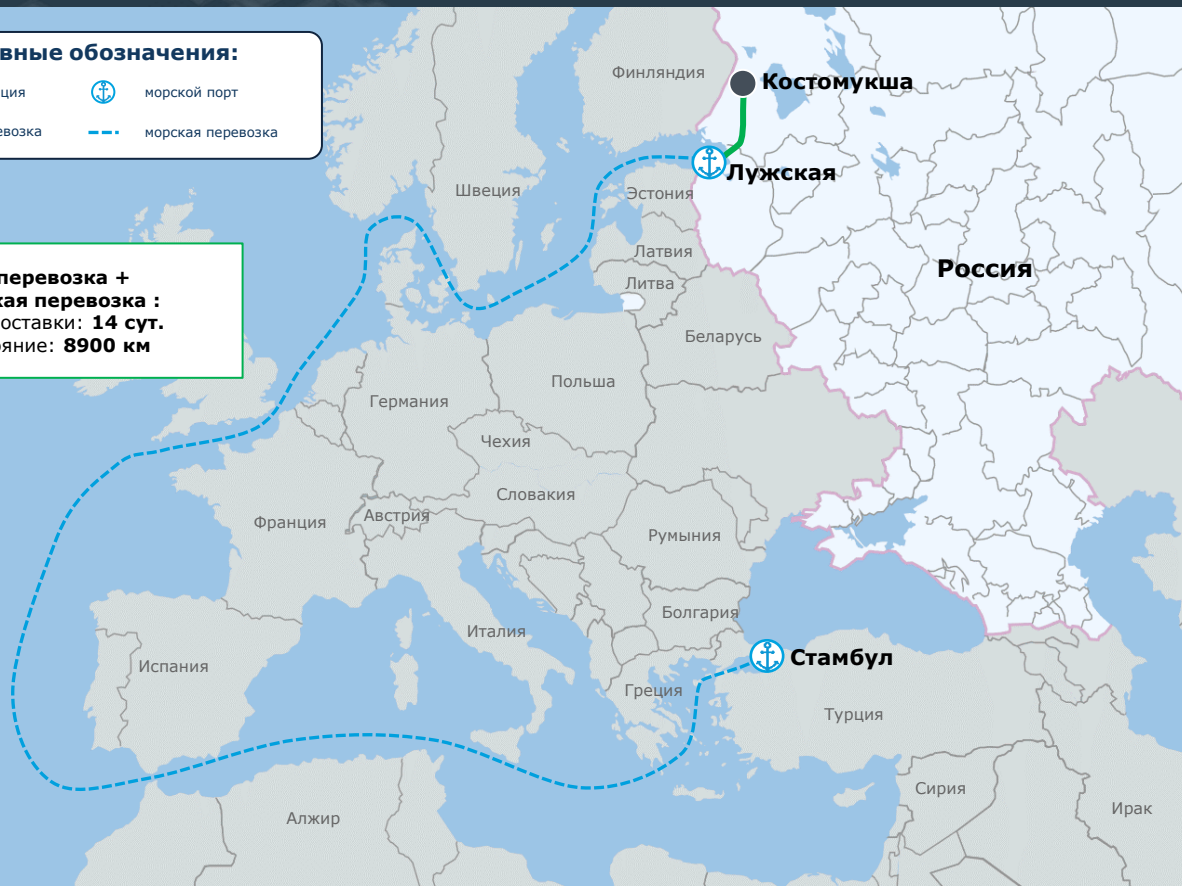 вные обозначения:
ция
морской порт
евозка
морская перевозка
Финляндия
Костомукша
Лужская
Швеция
Эстония
Латвия
Россия
Литва
перевозка +
кая перевозка :
оставки: 14 сут.
яние: 8900 км
Беларусь
Польша
Германия
Чехия
Словакия
Франция
Австрия
Румыния
Болгария
Италия
Стамбул
Испания
Греция
Турция
Сирия
Алжир
Ирак